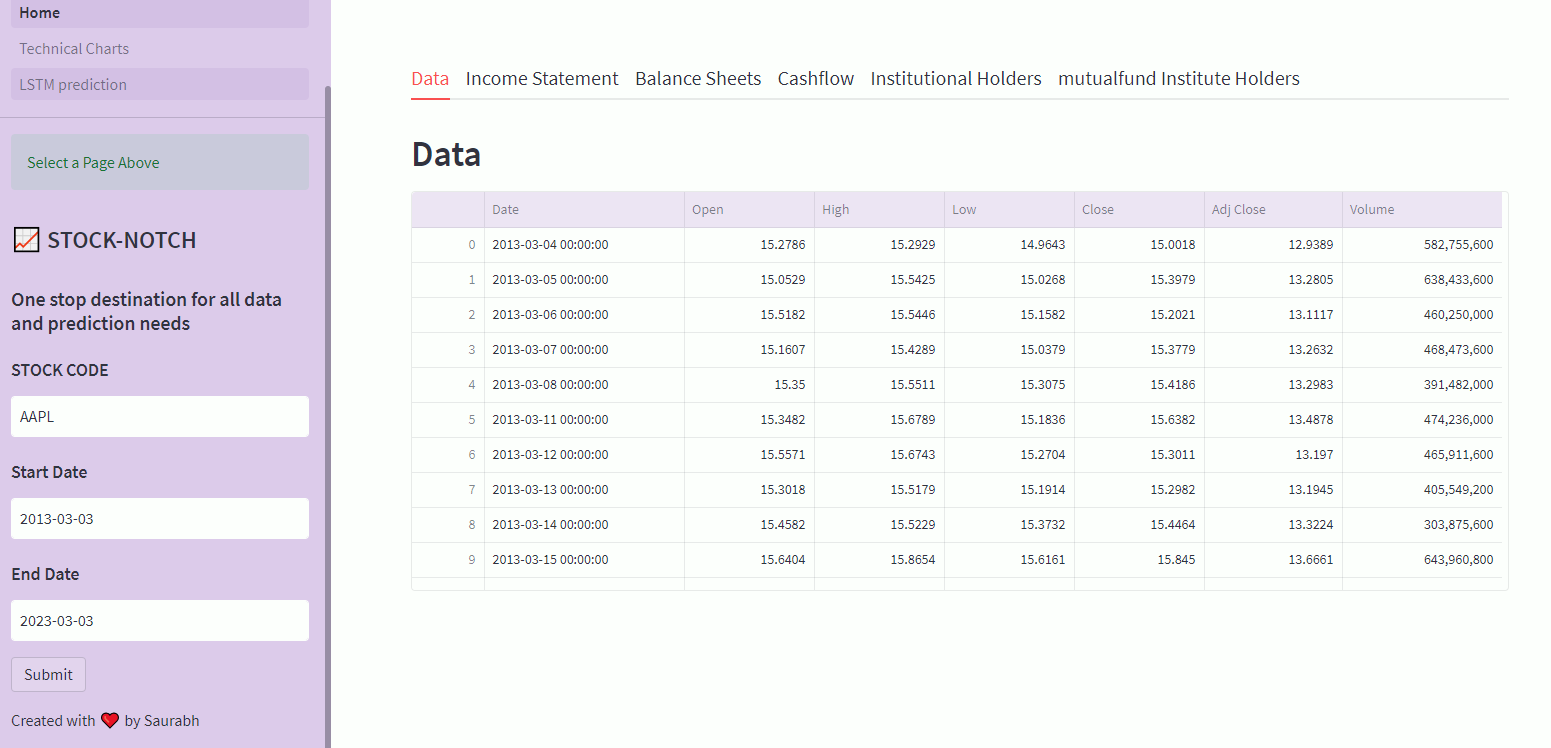 Home
Technical Charts
LSTM prediction
Select a Page Above
STOCK-NOTCH
One stop destination for all data
and prediction needs
STOCK CODE
AAPL
Start Date
2013-03-03
End Date
2023-03-03
Submit
Created with ❤️ by Saurabh
Data Income Statement Balance Sheets Cashflow Institutional Holders mutualfund Institute Holders
Data
Date Open High Low Close Adj Close Volume
0 2013-03-04 00:00:00 15.2786 15.2929 14.9643 15.0018 12.9389 582,755,600
1 2013-03-05 00:00:00 15.0529 15.5425 15.0268 15.3979 13.2805 638,433,600
2 2013-03-06 00:00:00 15.5182 15.5446 15.1582 15.2021 13.1117 460,250,000
3 2013-03-07 00:00:00 15.1607 15.4289 15.0379 15.3779 13.2632 468,473,600
4 2013-03-08 00:00:00 15.35 15.5511 15.3075 15.4186 13.2983 391,482,000
5 2013-03-11 00:00:00 15.3482 15.6789 15.1836 15.6382 13.4878 474,236,000
6 2013-03-12 00:00:00 15.5571 15.6743 15.2704 15.3011 13.197 465,911,600
7 2013-03-13 00:00:00 15.3018 15.5179 15.1914 15.2982 13.1945 405,549,200
8 2013-03-14 00:00:00 15.4582 15.5229 15.3732 15.4464 13.3224 303,875,600
9 2013-03-15 00:00:00 15.6404 15.8654 15.6161 15.845 13.6661 643,960,800